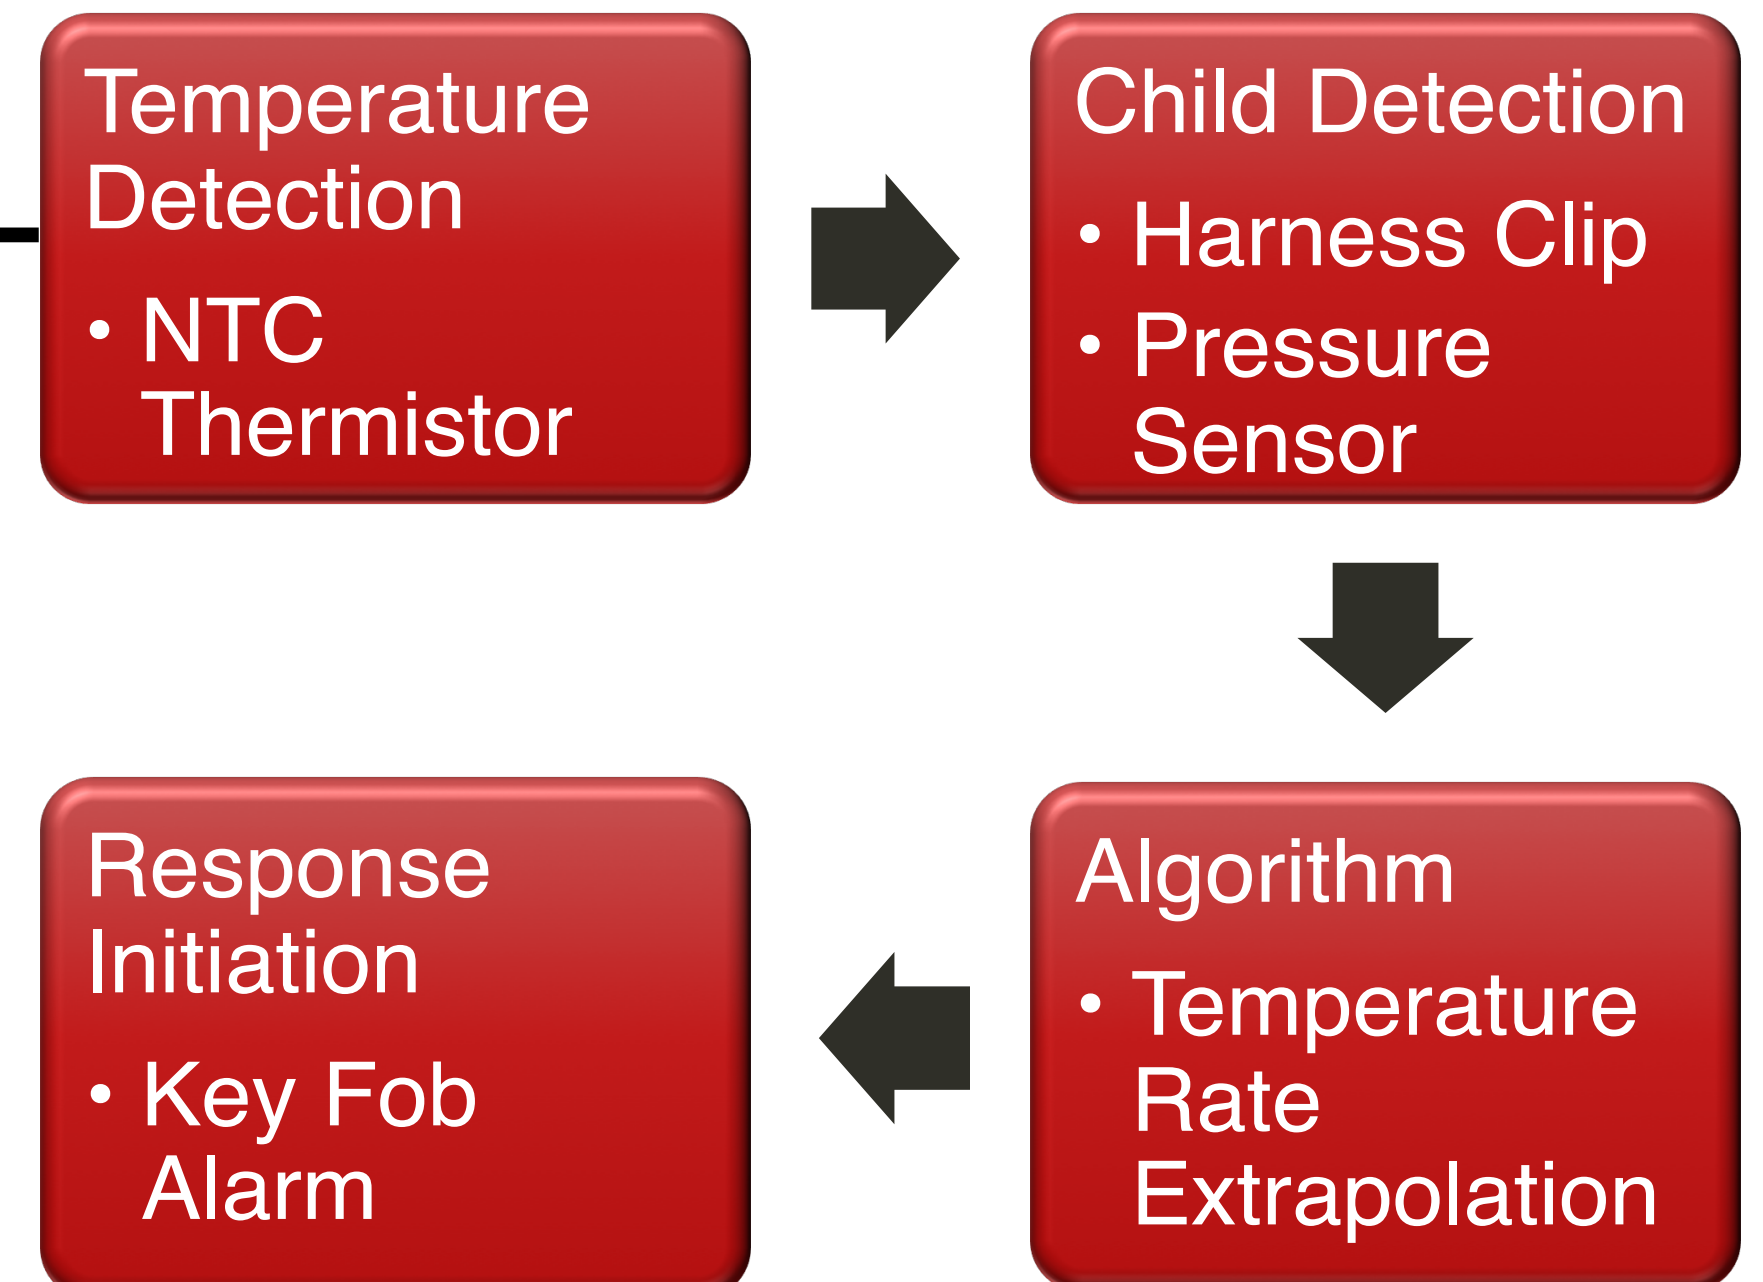 Temperature
Detection
• NTC
Thermistor
Child Detection
• Harness Clip
• Pressure
Sensor
Algorithm
• Temperature
Rate
Extrapolation
Response
Initiation
• Key Fob
Alarm